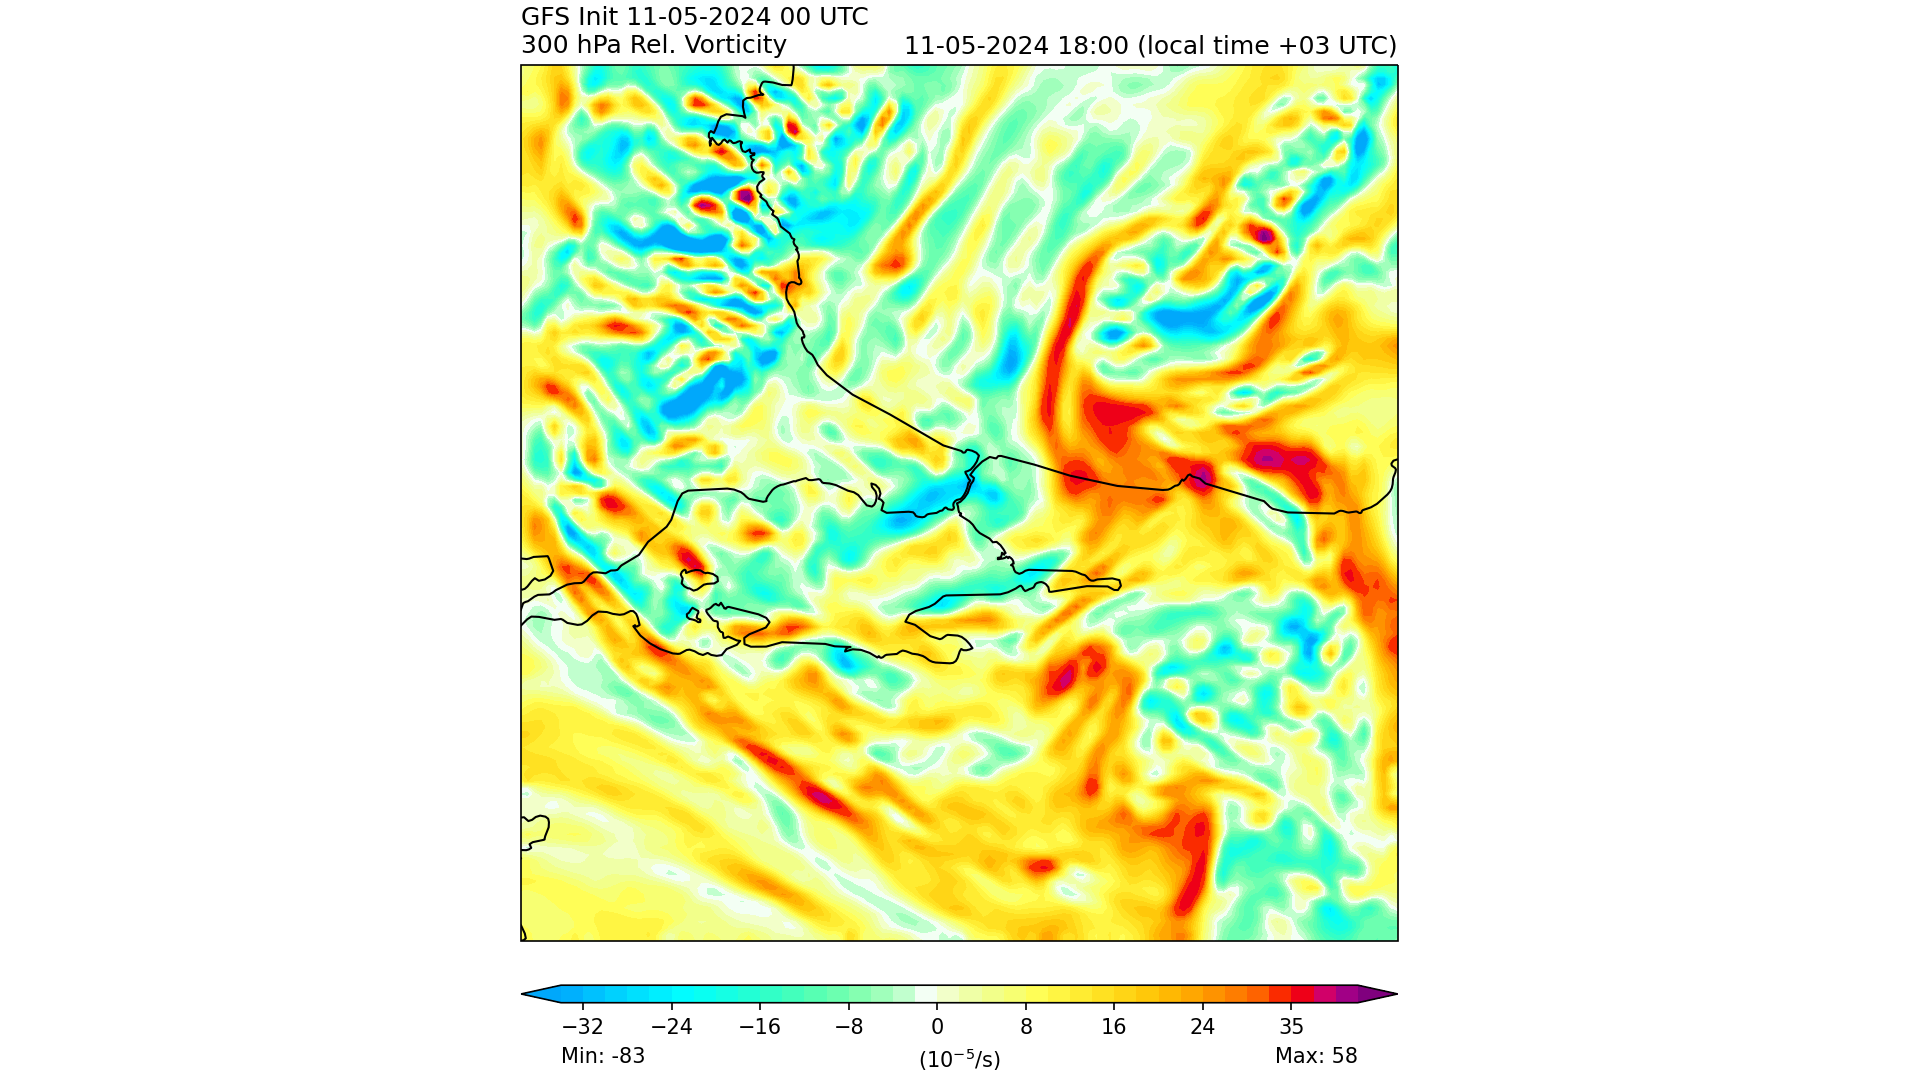 GFS Init 11-05-2024 00 UTC
300 hPa Rel. Vorticity
11-05-2024 18:00 (local time +03 UTC)
−32 −24 −16 −8 0 8 16 24 35
Min: -83
(10⁻⁵/s)
Max: 58